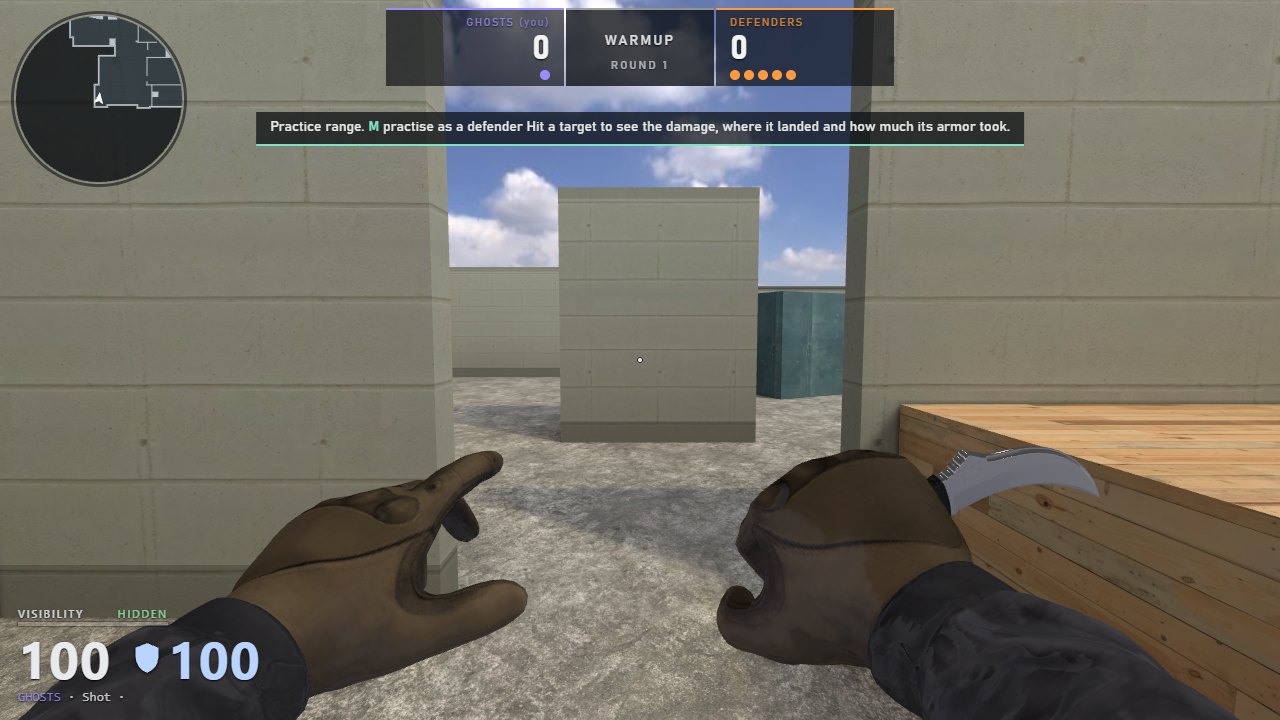 GHOSTS (you)
0
WARMUP
ROUND 1
DEFENDERS
0
Practice range. M practise as a defender Hit a target to see the damage, where it landed and how much its armor took.
VISIBILITY HIDDEN
100 100
GHOSTS · Shot ·